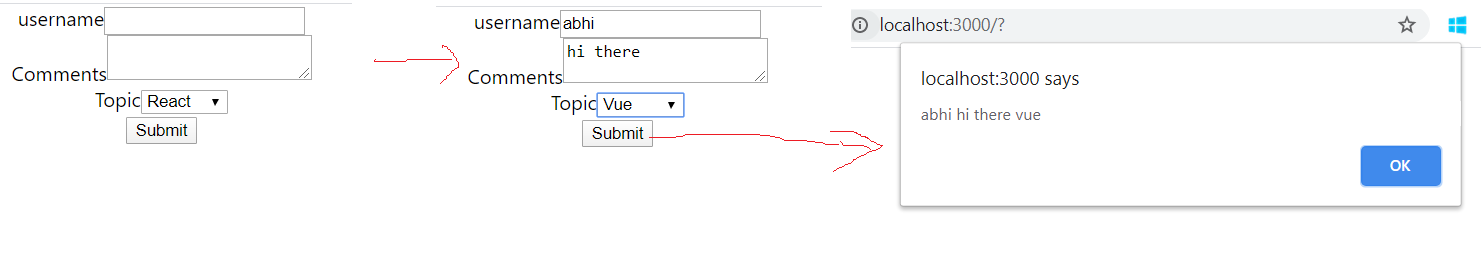 username
Comments
Topic React
Submit
username abhi
hi there
Comments
Topic Vue
Submit
localhost:3000/?
localhost:3000 says
abhi hi there vue
OK